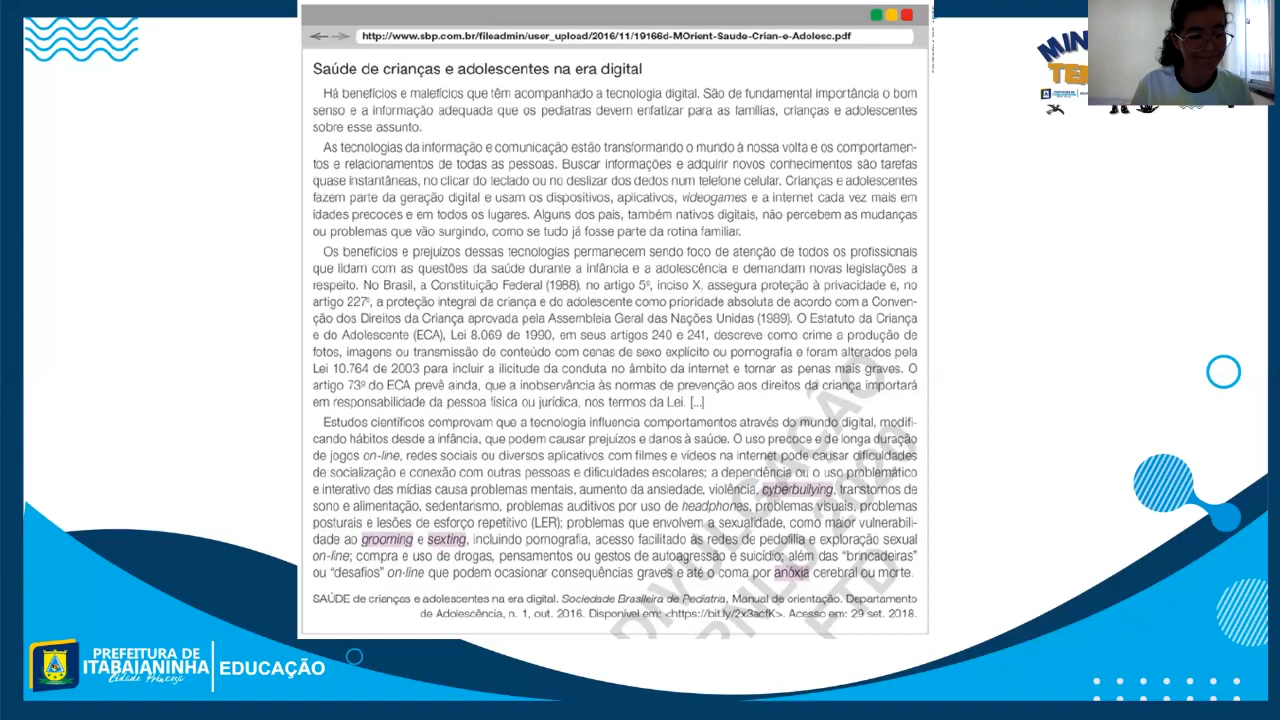 http://www.sbp.com.br/fileadmin/user_upload/2016/11/19166d-MOrient-Saude-Crian-e-Adolesc.pdf
Saúde de crianças e adolescentes na era digital
Há benefícios e malefícios que têm acompanhado a tecnologia digital. São de fundamental importância o bom
senso e a informação adequada que os pediatras devem enfatizar para as famílias, crianças e adolescentes
sobre esse assunto.
As tecnologias da informação e comunicação estão transformando o mundo à nossa volta e os comportamen-
tos e relacionamentos de todas as pessoas. Buscar informações e adquirir novos conhecimentos são tarefas
quase instantâneas, no clicar do teclado ou no deslizar dos dedos num telefone celular. Crianças e adolescentes
fazem parte da geração digital e usam os dispositivos, aplicativos, videogames e a internet cada vez mais em
idades precoces e em todos os lugares. Alguns dos pais, também nativos digitais, não percebem as mudanças
ou problemas que vão surgindo, como se tudo já fosse parte da rotina familiar.
Os benefícios e prejuízos dessas tecnologias permanecem sendo foco de atenção de todos os profissionais
que lidam com as questões da saúde durante a infância e a adolescência e demandam novas legislações a
respeito. No Brasil, a Constituição Federal (1988), no artigo 5º, inciso X, assegura proteção à privacidade e, no
artigo 227º, a proteção integral da criança e do adolescente como prioridade absoluta de acordo com a Conven-
ção dos Direitos da Criança aprovada pela Assembleia Geral das Nações Unidas (1989). O Estatuto da Criança
e do Adolescente (ECA), Lei 8.069 de 1990, em seus artigos 240 e 241, descreve como crime a produção de
fotos, imagens ou transmissão de conteúdo com cenas de sexo explícito ou pornografia e foram alterados pela
Lei 10.764 de 2003 para incluir a ilicitude da conduta no âmbito da internet e tornar as penas mais graves. O
artigo 73º do ECA prevê ainda, que a inobservância às normas de prevenção aos direitos da criança importará
em responsabilidade da pessoa física ou jurídica, nos termos da Lei. [...]
Estudos científicos comprovam que a tecnologia influencia comportamentos através do mundo digital, modifi-
cando hábitos desde a infância, que podem causar prejuízos e danos à saúde. O uso precoce e de longa duração
de jogos on-line, redes sociais ou diversos aplicativos com filmes e vídeos na internet pode causar dificuldades
de socialização e conexão com outras pessoas e dificuldades escolares; a dependência ou o uso problemático
e interativo das mídias causa problemas mentais, aumento da ansiedade, violência, cyberbullying, transtornos de
sono e alimentação, sedentarismo, problemas auditivos por uso de headphones, problemas visuais, problemas
posturais e lesões de esforço repetitivo (LER); problemas que envolvem a sexualidade, como maior vulnerabili-
dade ao grooming e sexting, incluindo pornografia, acesso facilitado às redes de pedofilia e exploração sexual
on-line; compra e uso de drogas, pensamentos ou gestos de autoagressão e suicídio; além das "brincadeiras"
ou "desafios" on-line que podem ocasionar consequências graves e até o coma por anóxia cerebral ou morte.
SAÚDE de crianças e adolescentes na era digital. Sociedade Brasileira de Pediatria, Manual de orientação. Departamento
de Adolescência, n. 1, out. 2016. Disponível em: <https://bit.ly/2x3acfK>. Acesso em: 29 set. 2018.
DIVULGAÇÃO
PNLD 2020
FTD
PREFEITURA DE
ITABAIANINHA
Cidade Princesa
EDUCAÇÃO